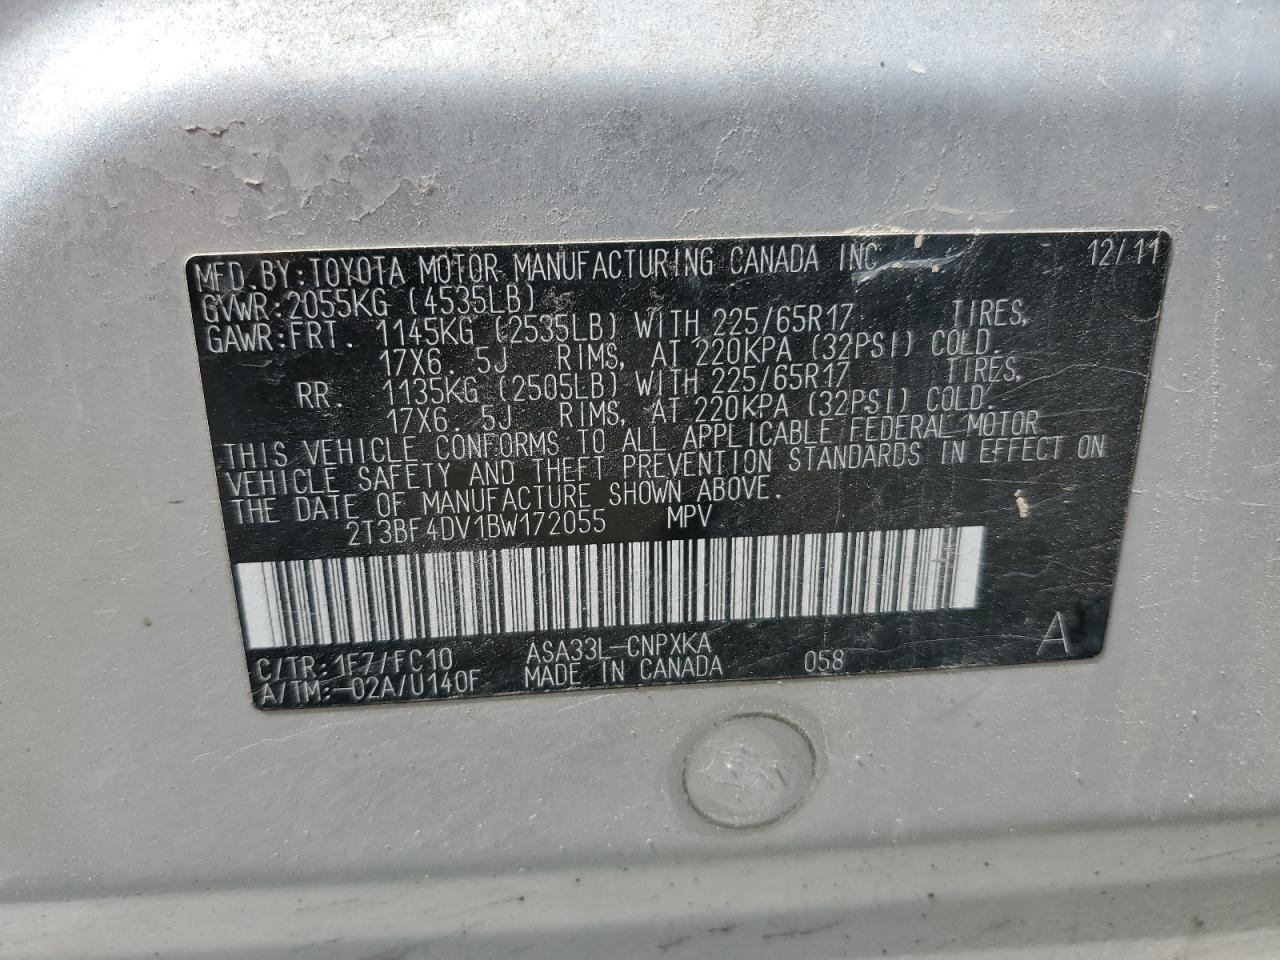 MFD.BY:TOYOTA MOTOR MANUFACTURING CANADA INC 12/11
GVWR:2055KG (4535LB)
GAWR:FRT. 1145KG (2535LB) WITH 225/65R17 TIRES,
17X6. 5J RIMS, AT 220KPA (32PSI) COLD.
RR. 1135KG (2505LB) WITH 225/65R17 TIRES,
17X6. 5J RIMS, AT 220KPA (32PSI) COLD.
THIS VEHICLE CONFORMS TO ALL APPLICABLE FEDERAL MOTOR
VEHICLE SAFETY AND THEFT PREVENTION STANDARDS IN EFFECT ON
THE DATE OF MANUFACTURE SHOWN ABOVE.
2T3BF4DV1BW172055 MPV
C/TR:1F7/FC10 ASA33L-CNPXKA
A/TM:-02A/U140F MADE IN CANADA 058 A